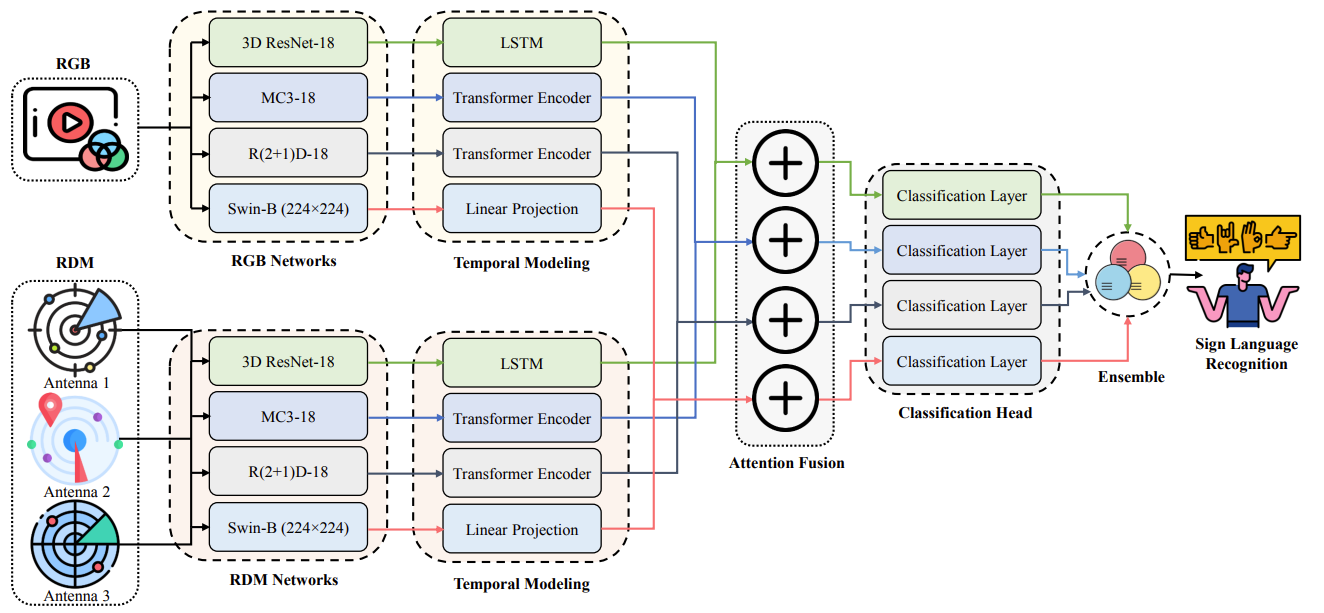 RGB
3D ResNet-18
MC3-18
R(2+1)D-18
Swin-B (224×224)
RGB Networks
LSTM
Transformer Encoder
Transformer Encoder
Linear Projection
Temporal Modeling
RDM
Antenna 1
Antenna 2
Antenna 3
3D ResNet-18
MC3-18
R(2+1)D-18
Swin-B (224×224)
RDM Networks
LSTM
Transformer Encoder
Transformer Encoder
Linear Projection
Temporal Modeling
Attention Fusion
Classification Layer
Classification Layer
Classification Layer
Classification Layer
Classification Head
Ensemble
Sign Language
Recognition